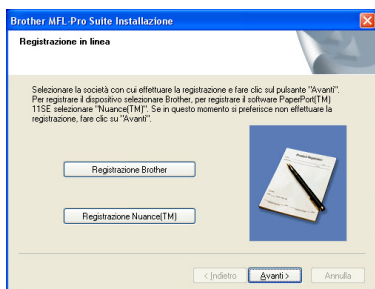 Brother MFL-Pro Suite Installazione
Registrazione in linea
Selezionare la società con cui effettuare la registrazione e fare clic sul pulsante "Avanti".
Per registrare il dispositivo selezionare Brother, per registrare il software PaperPort(TM)
11SE selezionare "Nuance(TM)". Se in questo momento si preferisce non effettuare la
registrazione, fare clic su "Avanti".
Registrazione Brother
Registrazione Nuance(TM)
< Indietro
Avanti >
Annulla